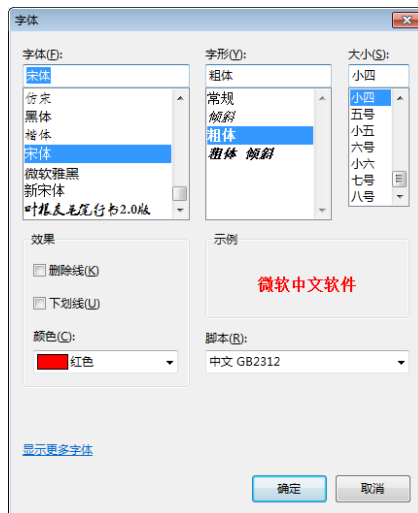 字体
字体(F):
宋体
仿宋
黑体
楷体
宋体
微软雅黑
新宋体
叶根友毛笔行书2.0版
字形(Y):
粗体
常规
倾斜
粗体
粗体 倾斜
大小(S):
小四
小四
五号
小五
六号
小六
七号
八号
效果
删除线(K)
下划线(U)
颜色(C):
红色
示例
微软中文软件
脚本(R):
中文 GB2312
显示更多字体
确定
取消